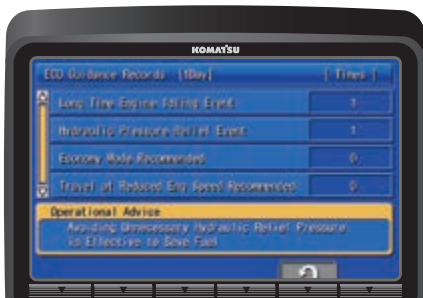 KOMATSU
ECO Guidance Records [1Day] [ Times ]
Long Time Engine Idling Event 1
Hydraulic Pressure Relief Event 1
Economy Mode Recommended 0
Travel at Reduced Eng Speed Recommended 0
Operational Advice
Avoiding Unnecessary Hydraulic Relief Pressure
is Effective to Save Fuel